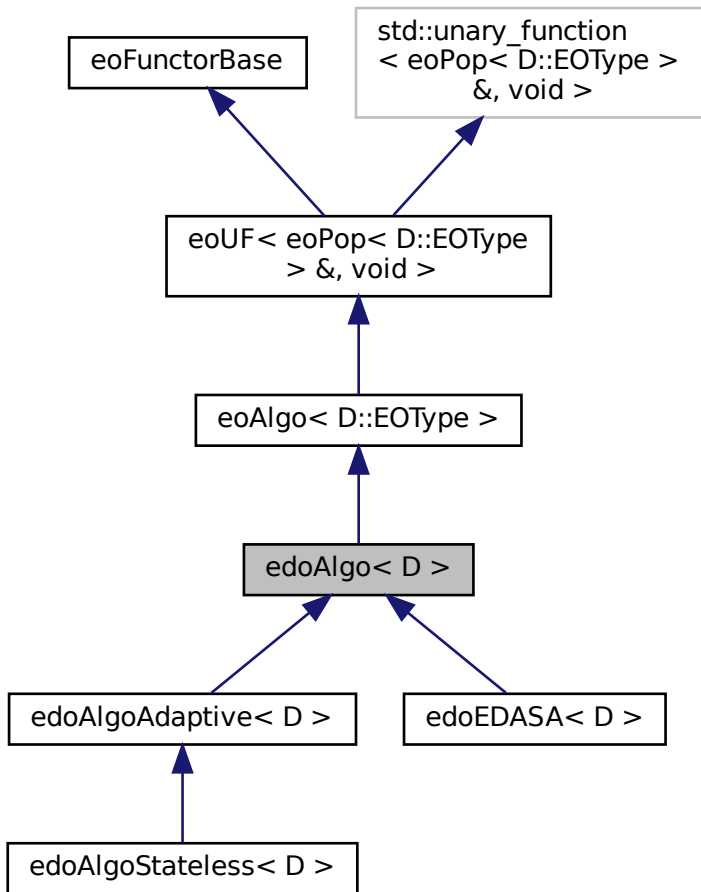 eoFunctorBase
std::unary_function
< eoPop< D::EOType >
&, void >
eoUF< eoPop< D::EOType
> &, void >
eoAlgo< D::EOType >
edoAlgo< D >
edoAlgoAdaptive< D >
edoEDASA< D >
edoAlgoStateless< D >